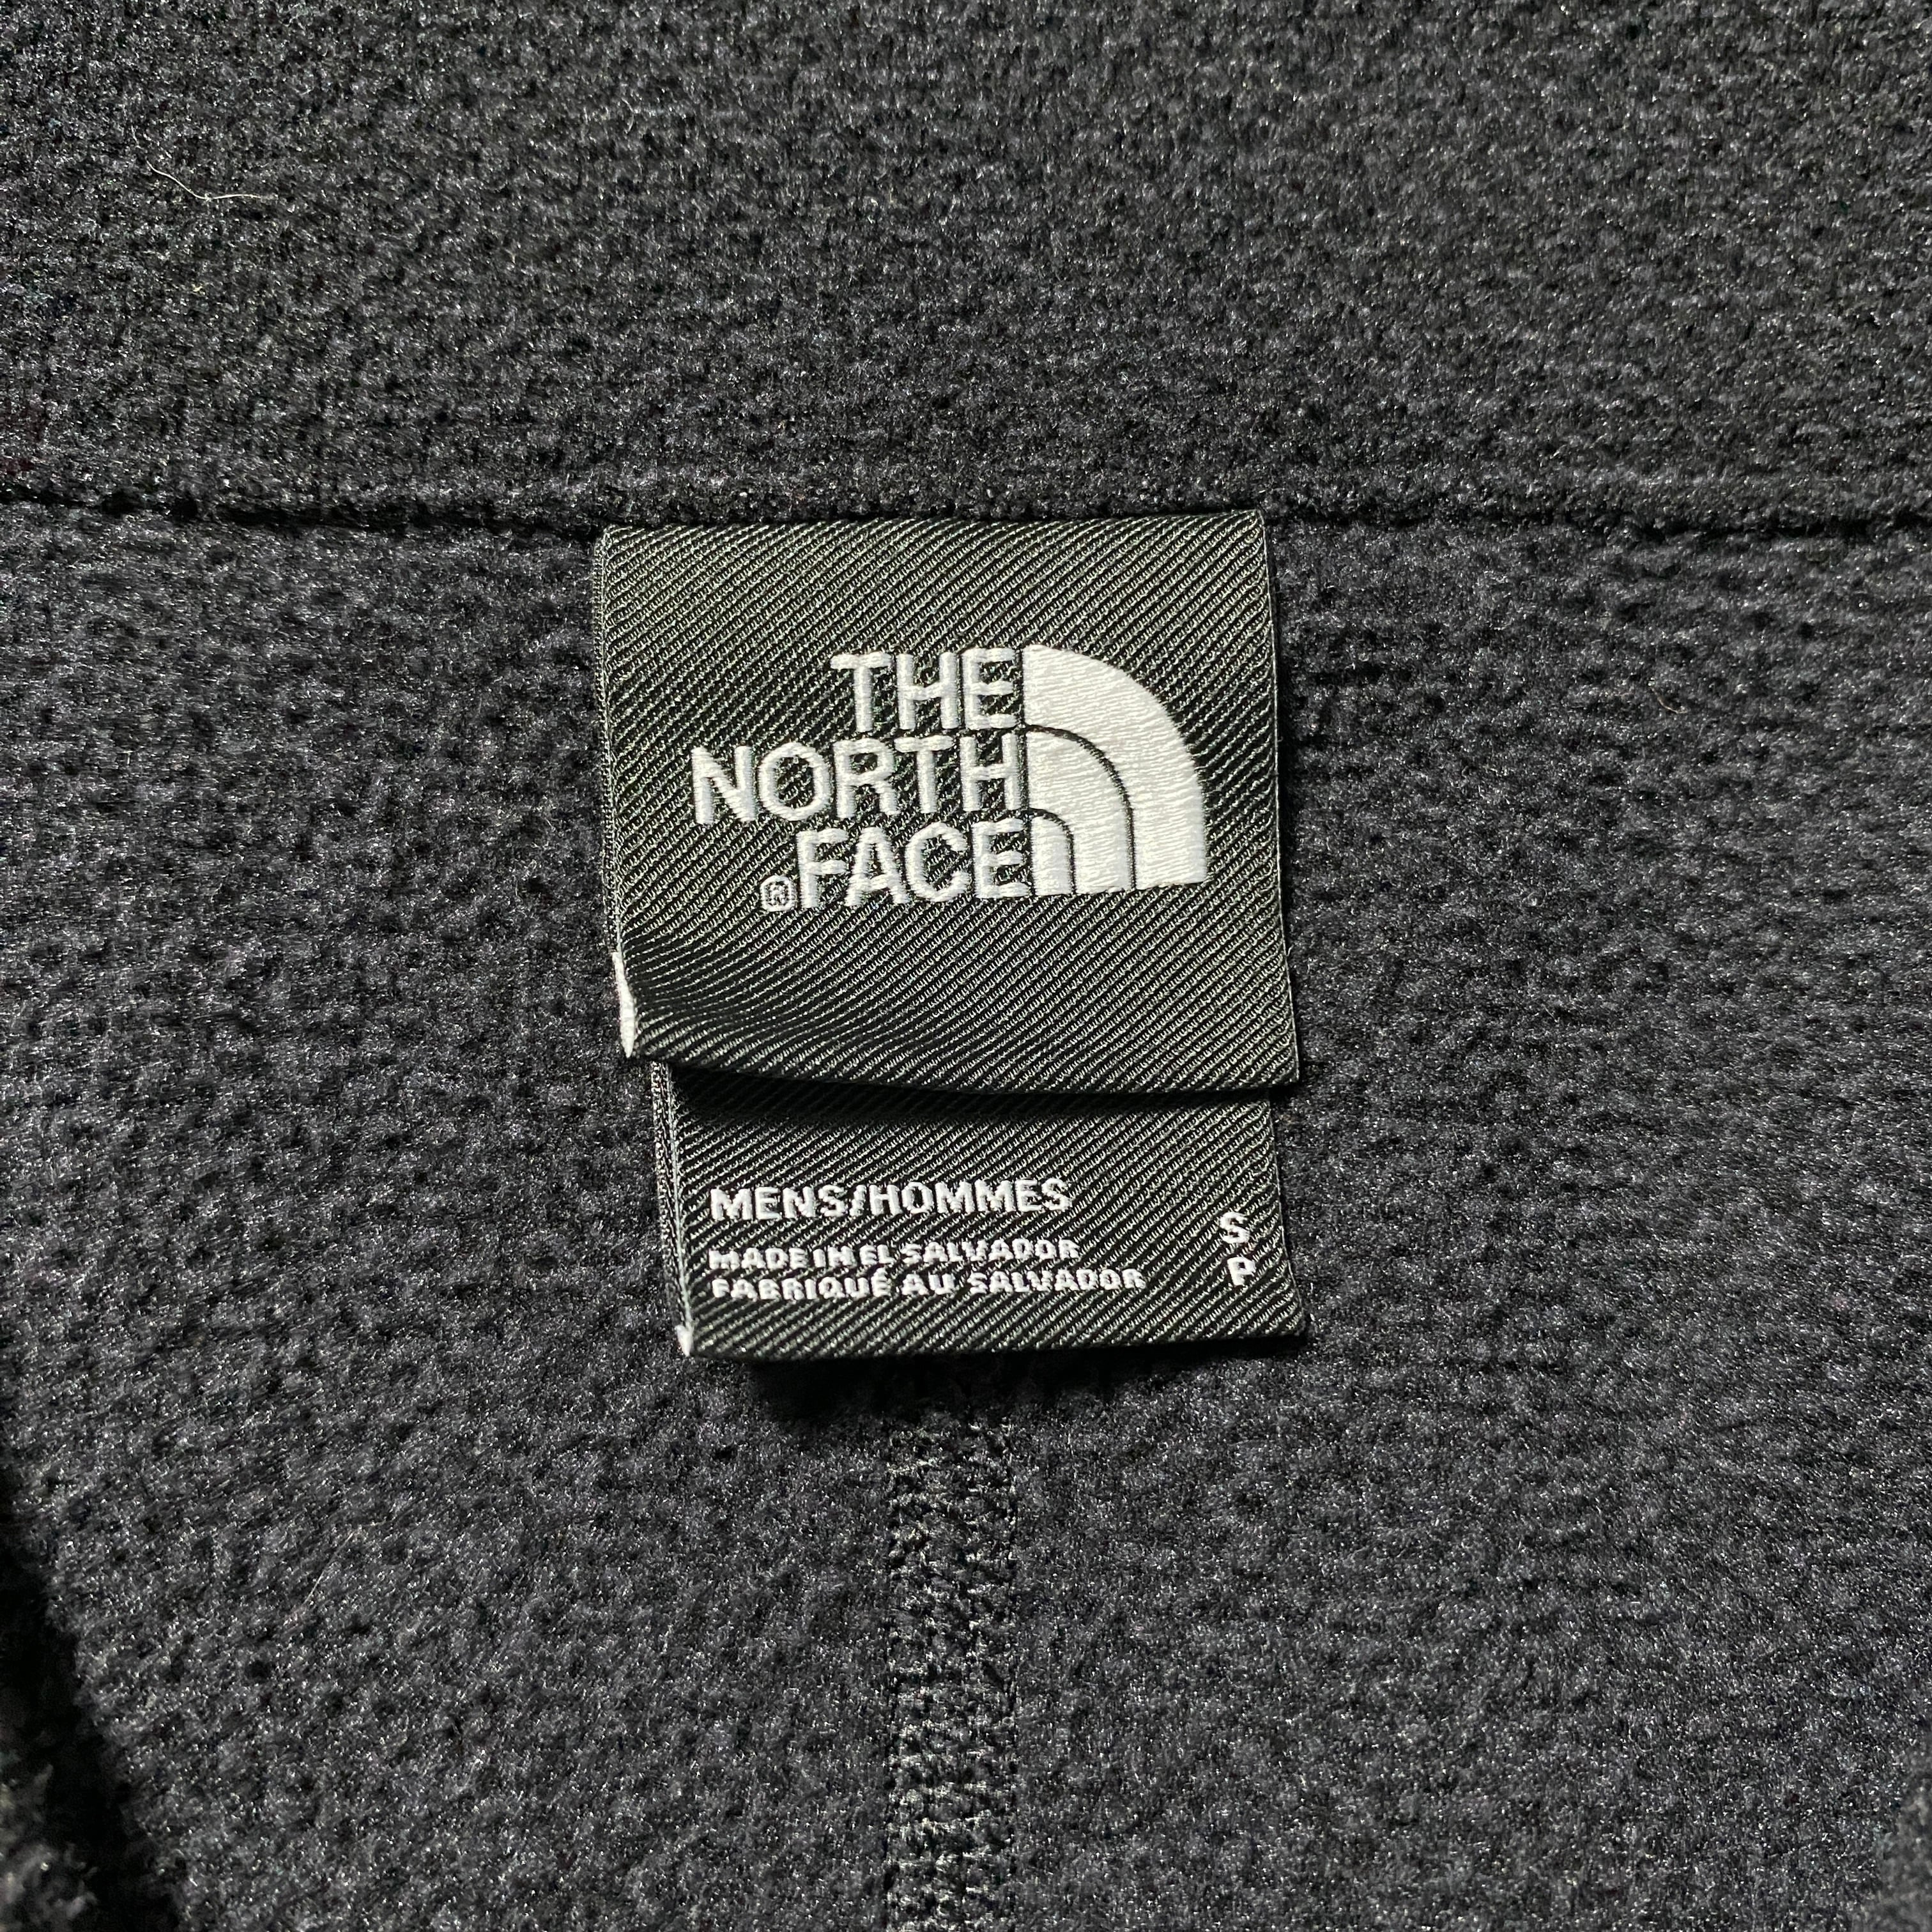 THE
NORTH
®FACE
MENS/HOMMES
MADE IN EL SALVADOR
FABRIQUÉ AU SALVADOR
S
P